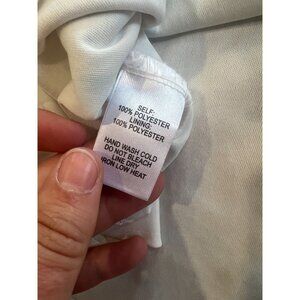 SELF:
100% POLYESTER
LINING:
100% POLYESTER
HAND WASH COLD
DO NOT BLEACH
LINE DRY
IRON LOW HEAT